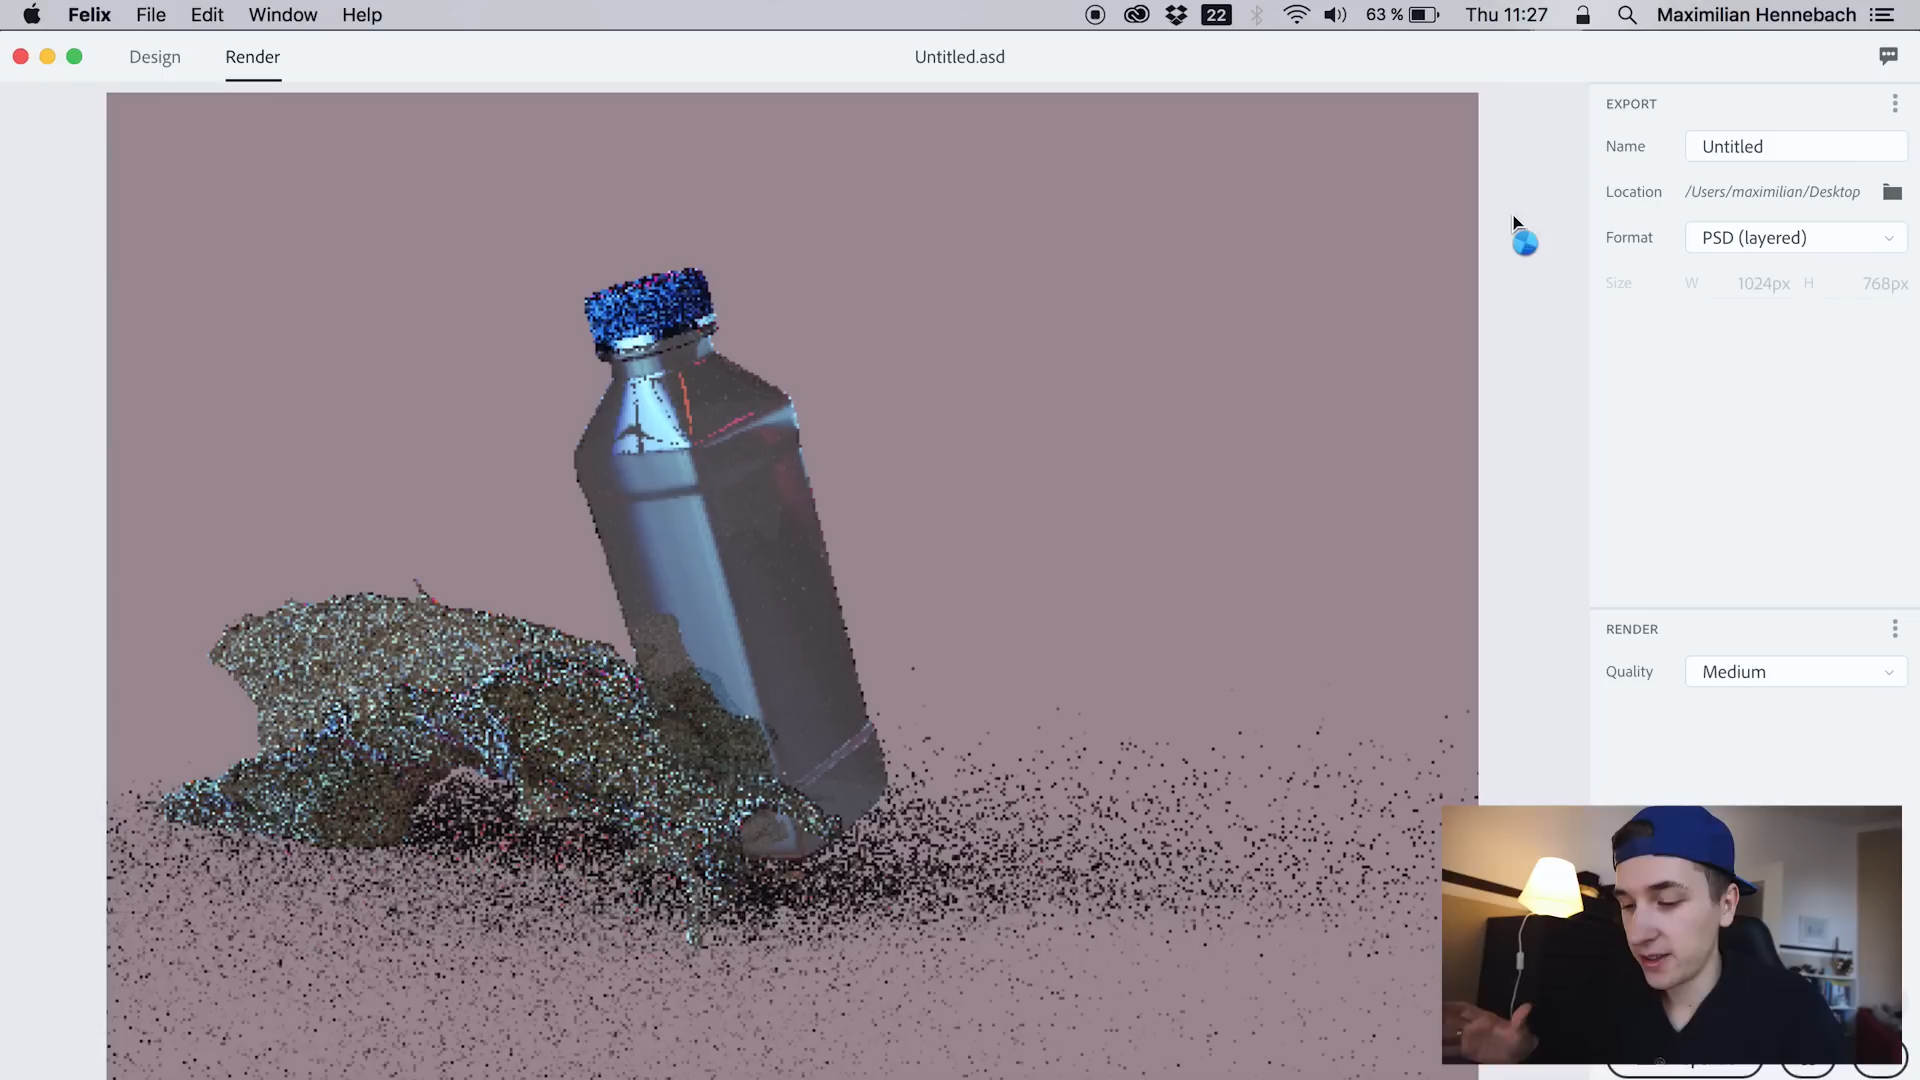 Felix File Edit Window Help 22 63 % Thu 11:27 Maximilian Hennebach
Design Render Untitled.asd
EXPORT
Name Untitled
Location /Users/maximilian/Desktop
Format PSD (layered)
Size W 1024px H 768px
RENDER
Quality Medium